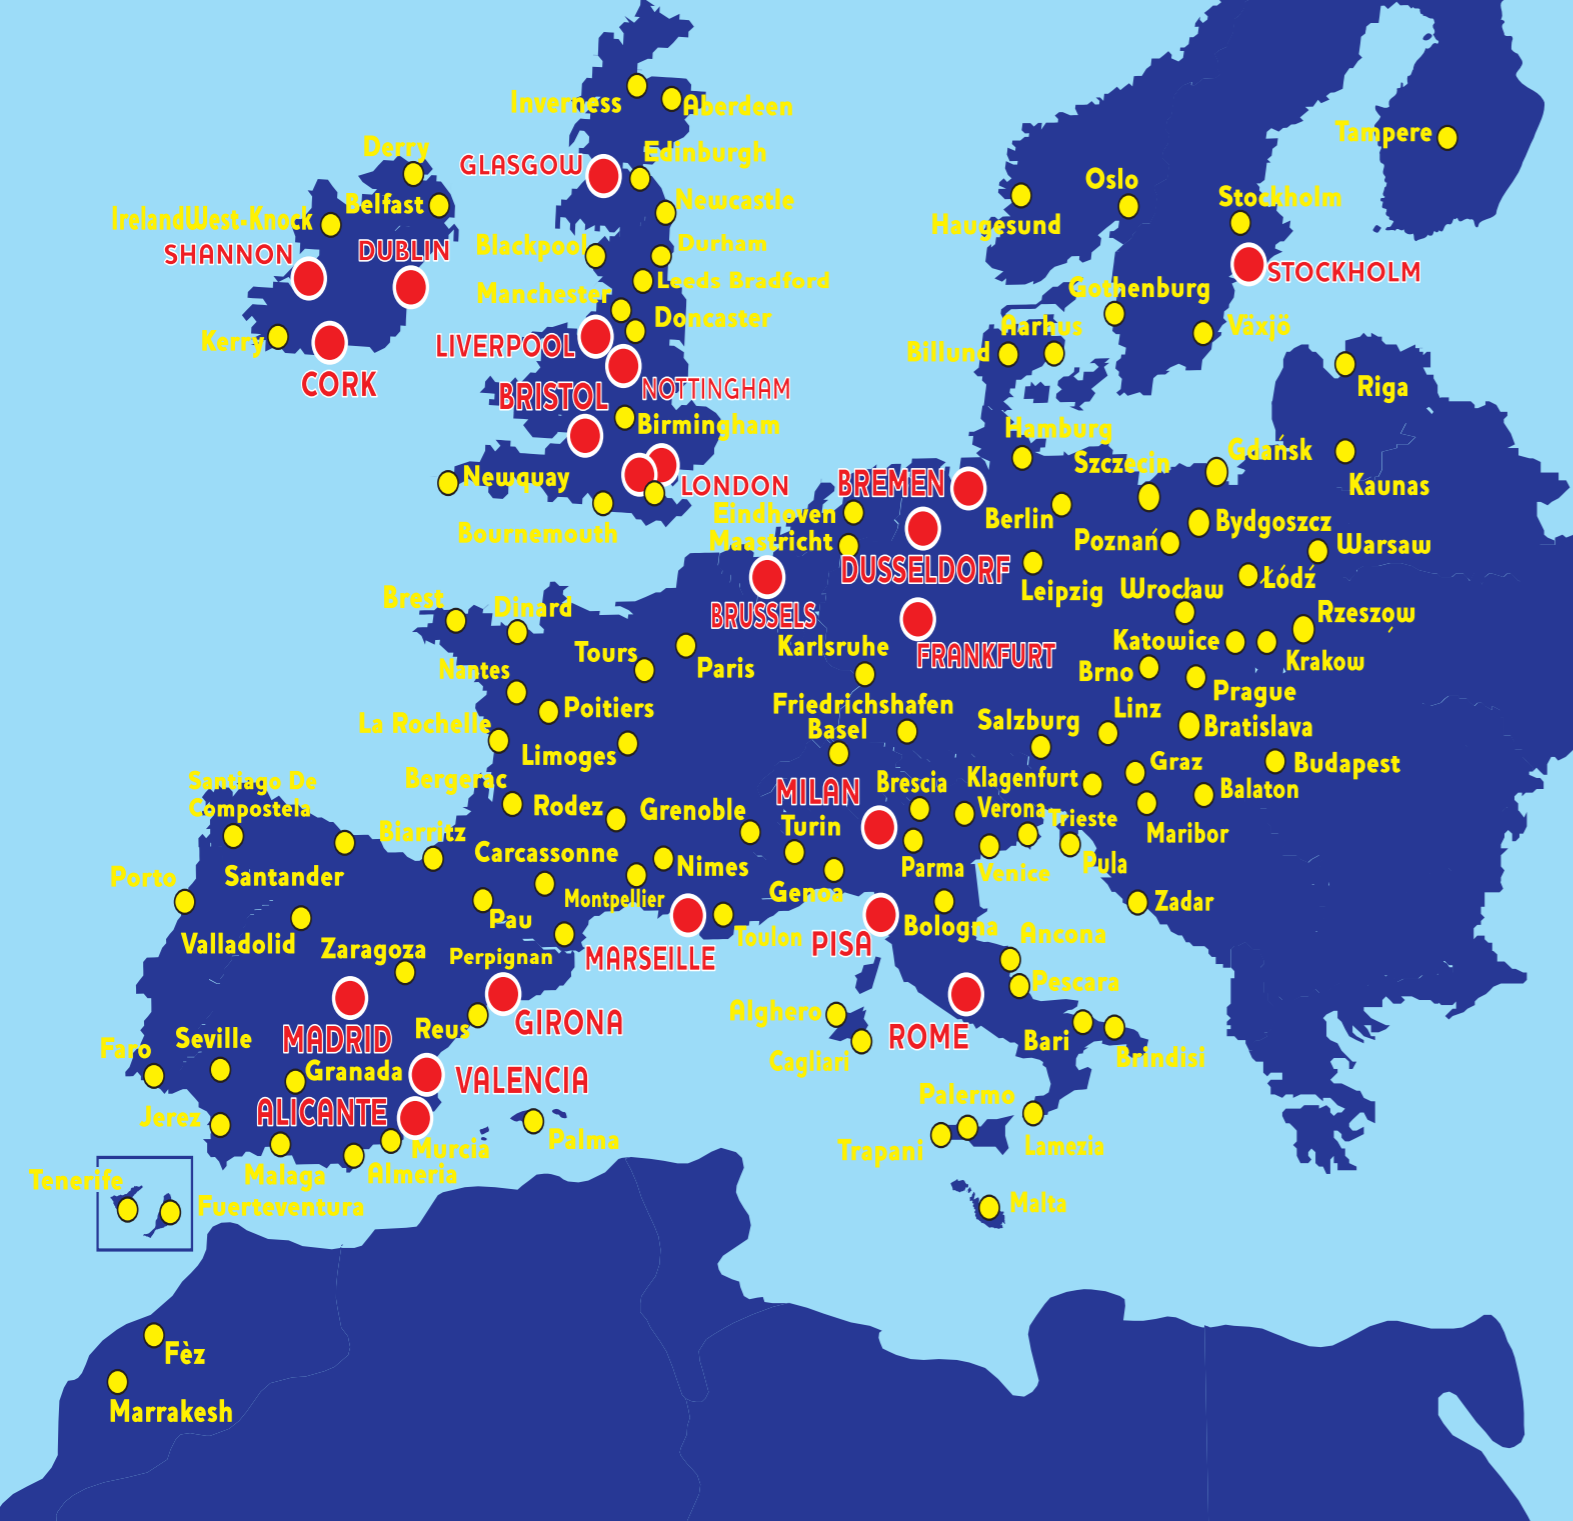 Inverness
Aberdeen
Tampere
Derry
GLASGOW
Edinburgh
Oslo
Stockholm
Belfast
Newcastle
IrelandWest-Knock
Haugesund
SHANNON
DUBLIN
Blackpool
Durham
STOCKHOLM
Leeds Bradford
Manchester
Gothenburg
Doncaster
Aarhus
Växjö
Kerry
LIVERPOOL
Billund
CORK
NOTTINGHAM
Riga
BRISTOL
Birmingham
Hamburg
Gdańsk
Szczecin
Newquay
LONDON
BREMEN
Kaunas
Eindhoven
Berlin
Bydgoszcz
Bournemouth
Maastricht
Poznań
Warsaw
DUSSELDORF
Łódź
Leipzig
Wrocław
Brest
Dinard
BRUSSELS
Rzeszow
Karlsruhe
Katowice
Tours
FRANKFURT
Krakow
Nantes
Paris
Brno
Prague
Poitiers
Friedrichshafen
Linz
La Rochelle
Basel
Salzburg
Bratislava
Limoges
Graz
Budapest
Santiago De
Compostela
Bergerac
MILAN
Brescia
Klagenfurt
Balaton
Rodez
Grenoble
Verona
Trieste
Biarritz
Turin
Maribor
Carcassonne
Nimes
Parma
Venice
Pula
Porto
Santander
Montpellier
Genoa
Zadar
Pau
Bologna
Valladolid
Zaragoza
Toulon
PISA
Ancona
Perpignan
MARSEILLE
Pescara
Alghero
Seville
MADRID
Reus
GIRONA
ROME
Bari
Faro
Cagliari
Brindisi
Granada
VALENCIA
Jerez
ALICANTE
Palermo
Murcia
Palma
Trapani
Lamezia
Tenerife
Malaga
Almeria
Fuerteventura
Malta
Fèz
Marrakesh